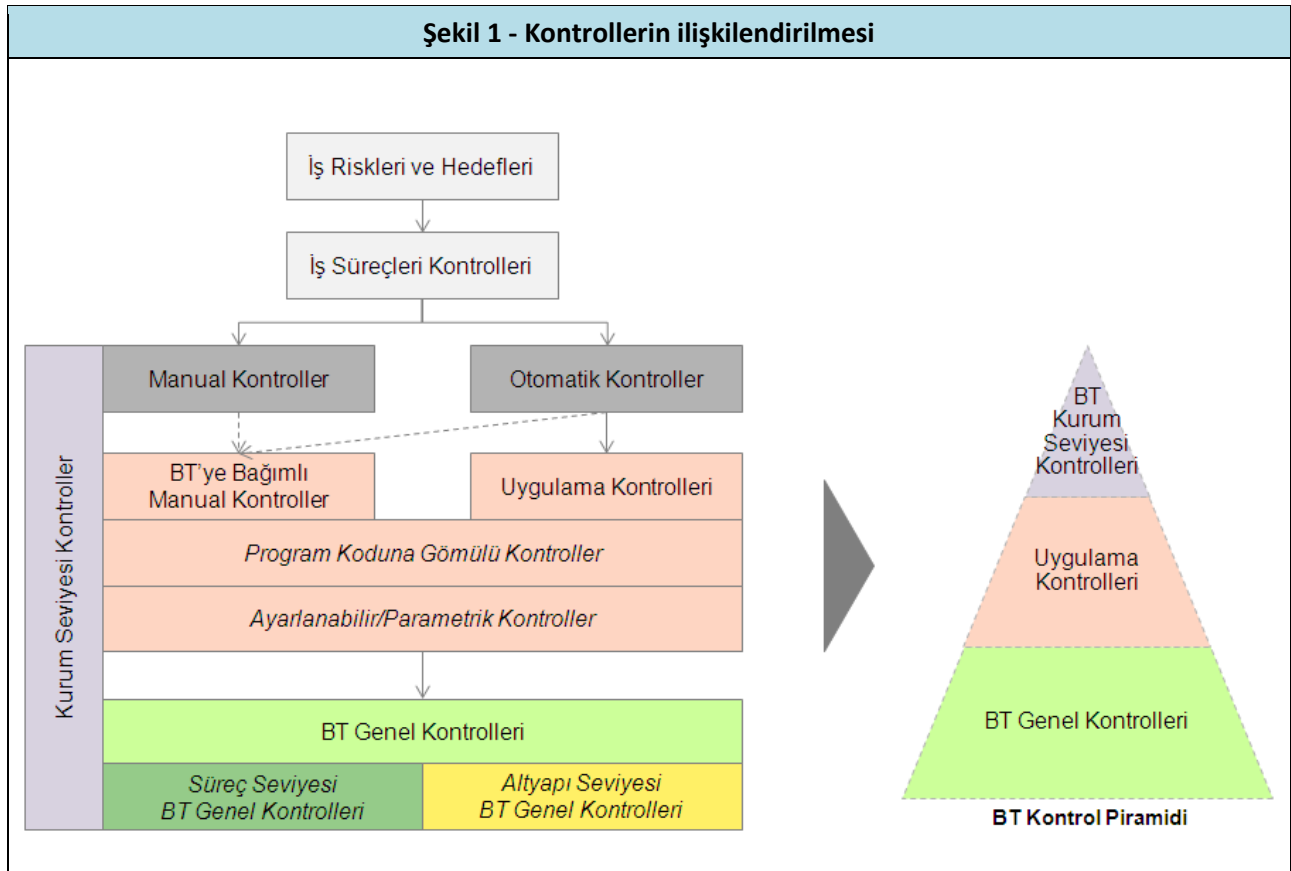 Şekil 1 - Kontrollerin ilişkilendirilmesi
İş Riskleri ve Hedefleri
İş Süreçleri Kontrolleri
Kurum Seviyesi Kontroller
Manual Kontroller
Otomatik Kontroller
BT'ye Bağımlı
Manual Kontroller
Uygulama Kontrolleri
Program Koduna Gömülü Kontroller
Ayarlanabilir/Parametrik Kontroller
BT Genel Kontrolleri
Süreç Seviyesi
BT Genel Kontrolleri
Altyapı Seviyesi
BT Genel Kontrolleri
BT
Kurum
Seviyesi
Kontrolleri
Uygulama
Kontrolleri
BT Genel Kontrolleri
BT Kontrol Piramidi